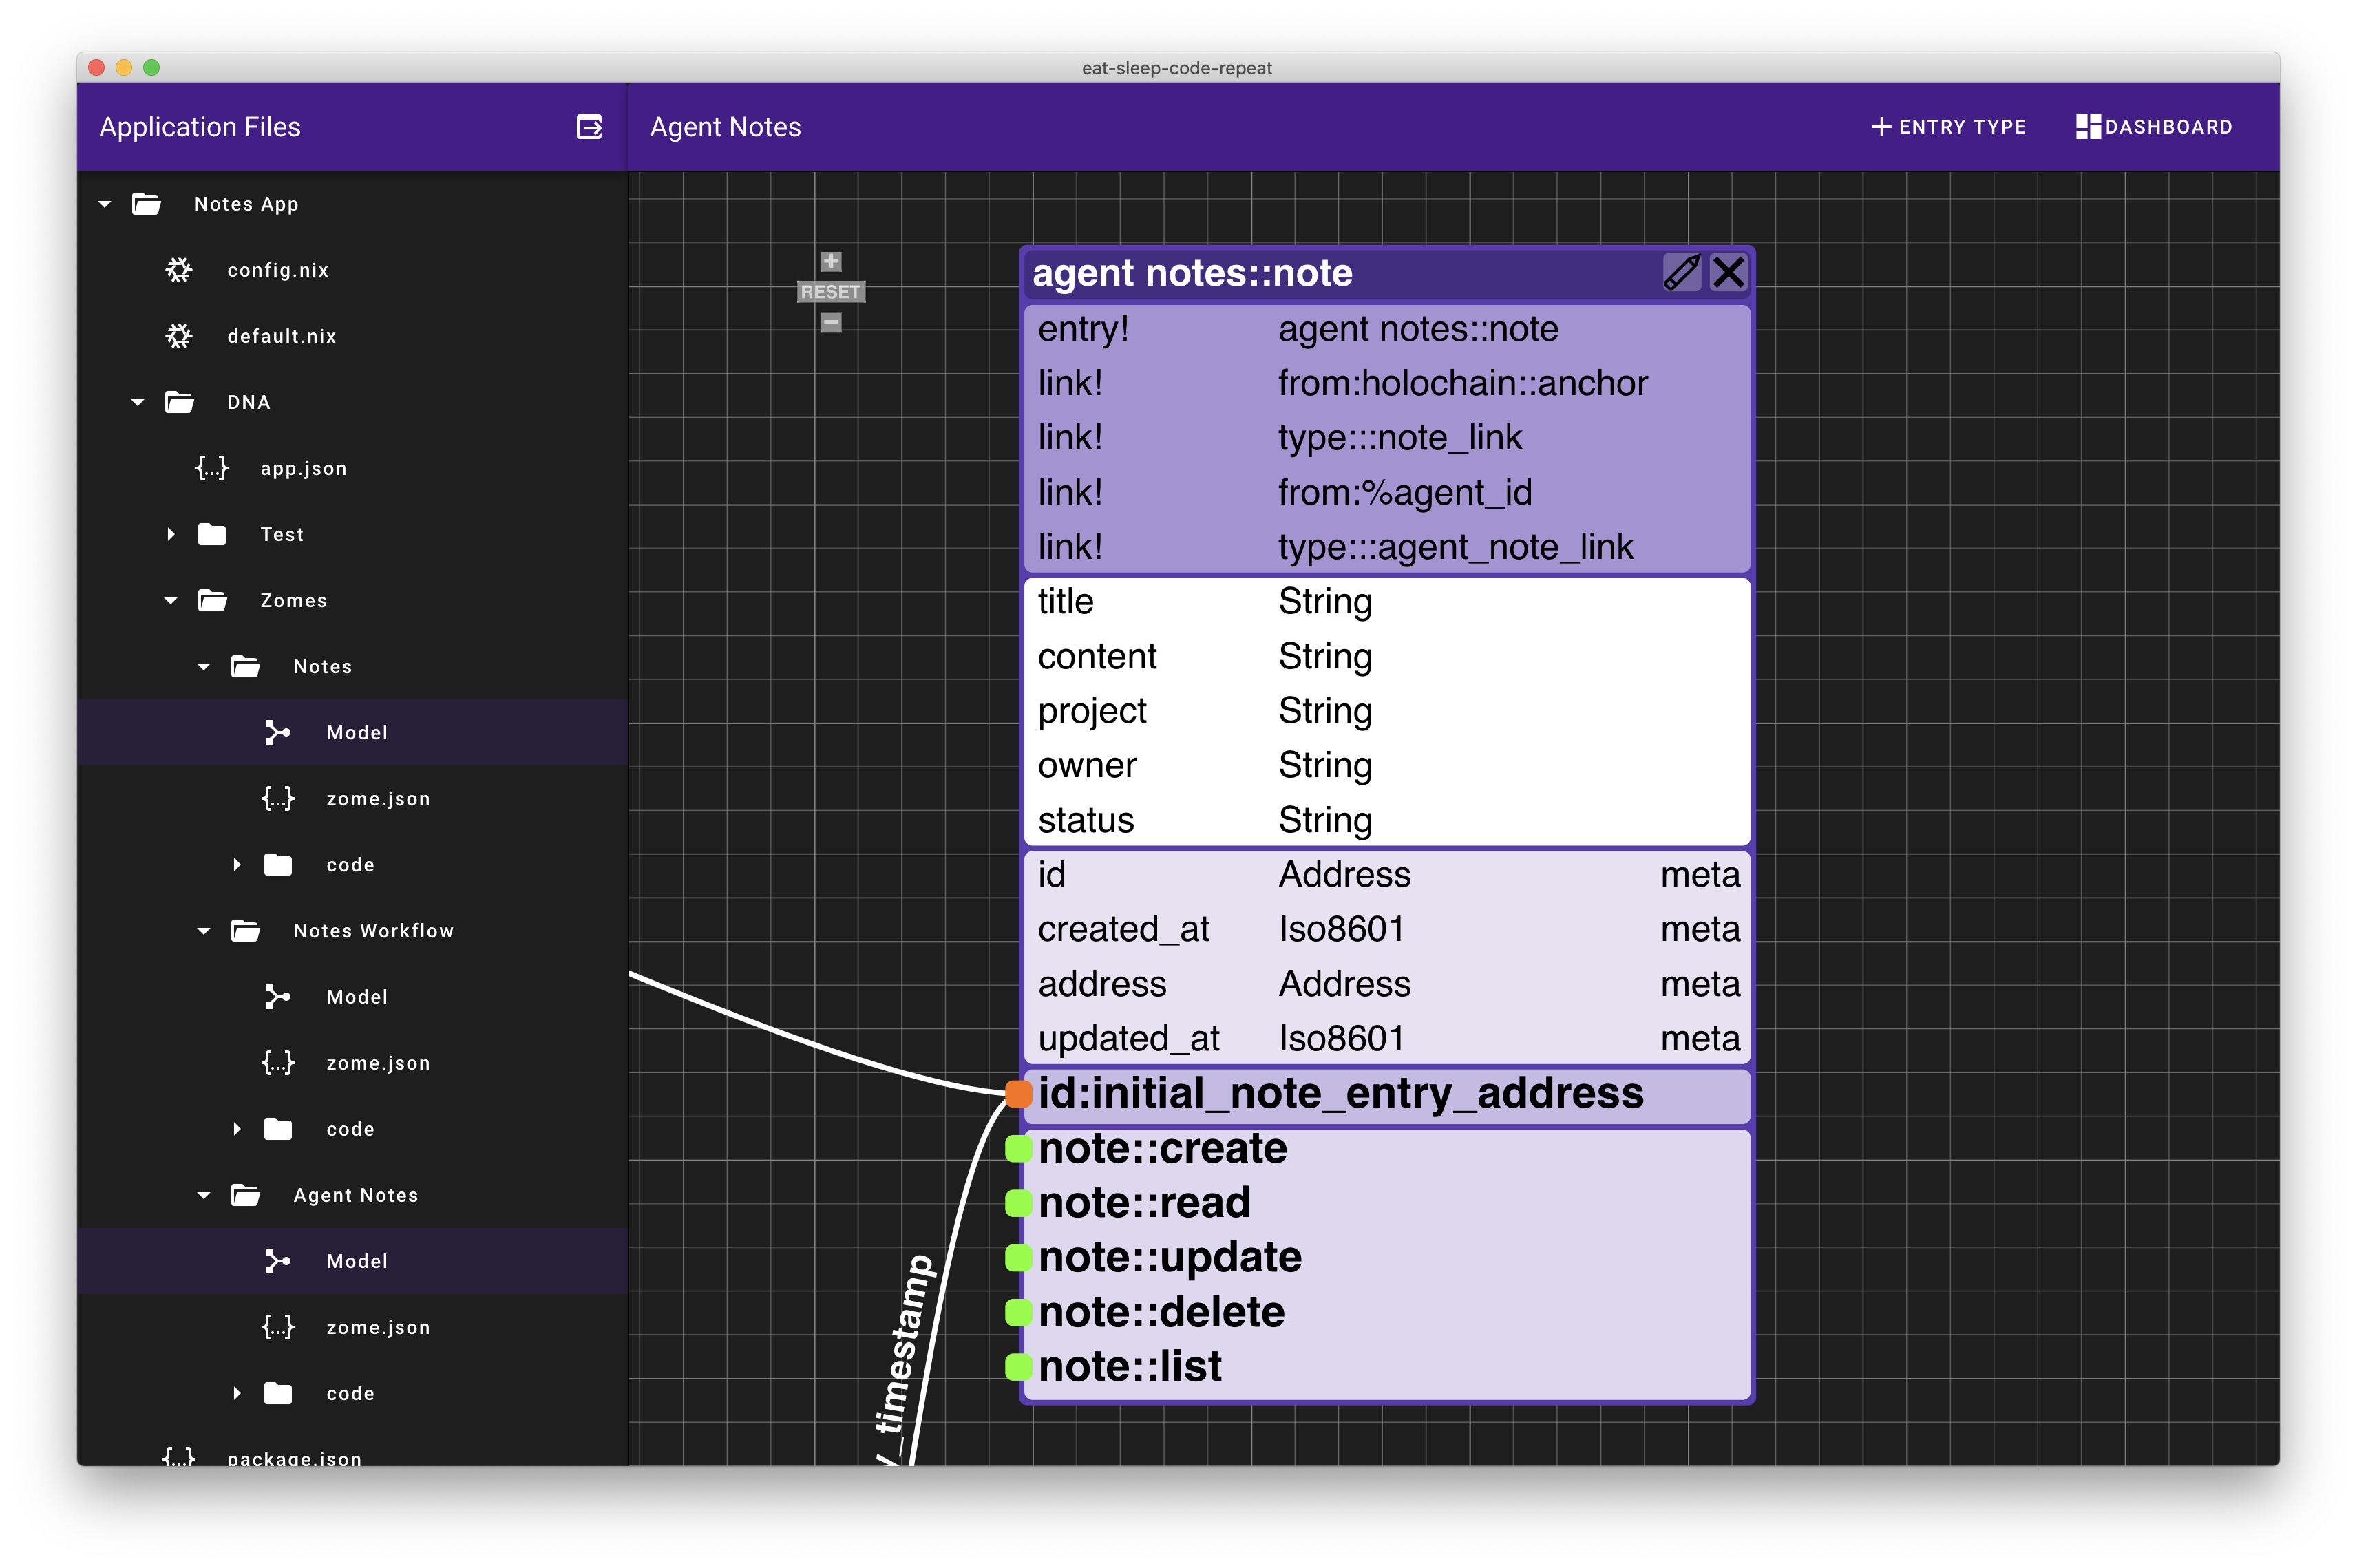 eat-sleep-code-repeat
Application Files
Agent Notes
ENTRY TYPE
DASHBOARD
Notes App
config.nix
default.nix
DNA
{...} app.json
Test
Zomes
Notes
Model
{...} zome.json
code
Notes Workflow
Model
{...} zome.json
code
Agent Notes
Model
{...} zome.json
code
{...} package.json
+
RESET
−
agent notes::note
entry! agent notes::note
link! from:holochain::anchor
link! type:::note_link
link! from:%agent_id
link! type:::agent_note_link
title String
content String
project String
owner String
status String
id Address meta
created_at Iso8601 meta
address Address meta
updated_at Iso8601 meta
id:initial_note_entry_address
note::create
note::read
note::update
note::delete
note::list
_timestamp